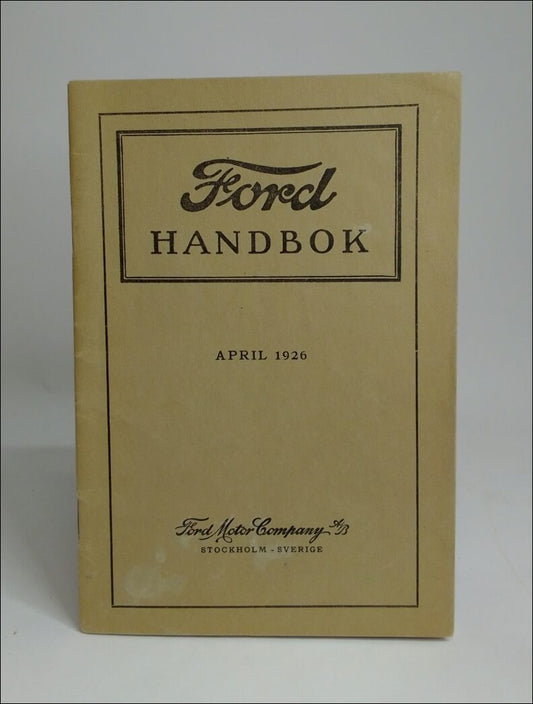 Ford
HANDBOK
APRIL 1926
Ford Motor Company A/B
STOCKHOLM - SVERIGE